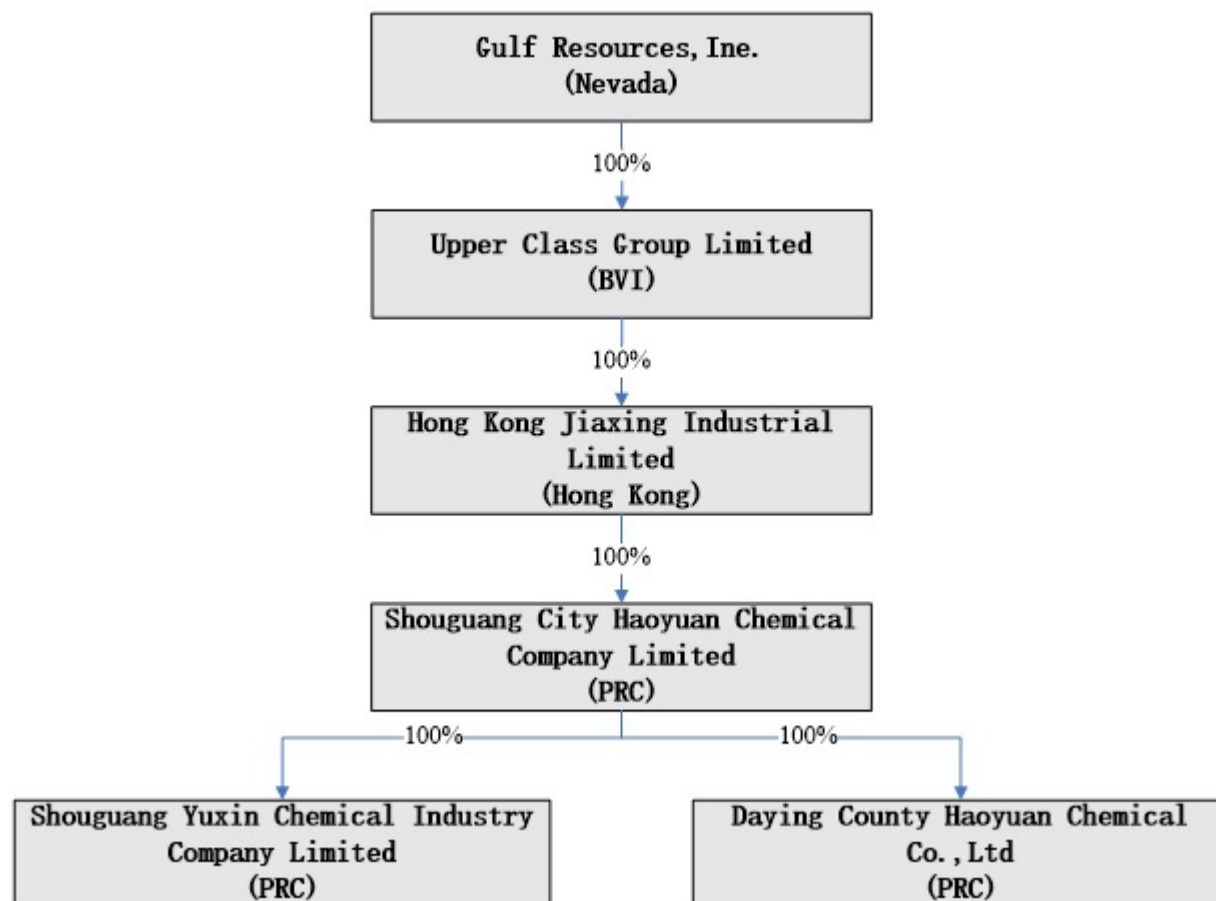 Gulf Resources,Ine.
(Nevada)
100%
Upper Class Group Limited
(BVI)
100%
Hong Kong Jiaxing Industrial
Limited
(Hong Kong)
100%
Shouguang City Haoyuan Chemical
Company Limited
(PRC)
100%
100%
Shouguang Yuxin Chemical Industry
Company Limited
(PRC)
Daying County Haoyuan Chemical
Co.,Ltd
(PRC)